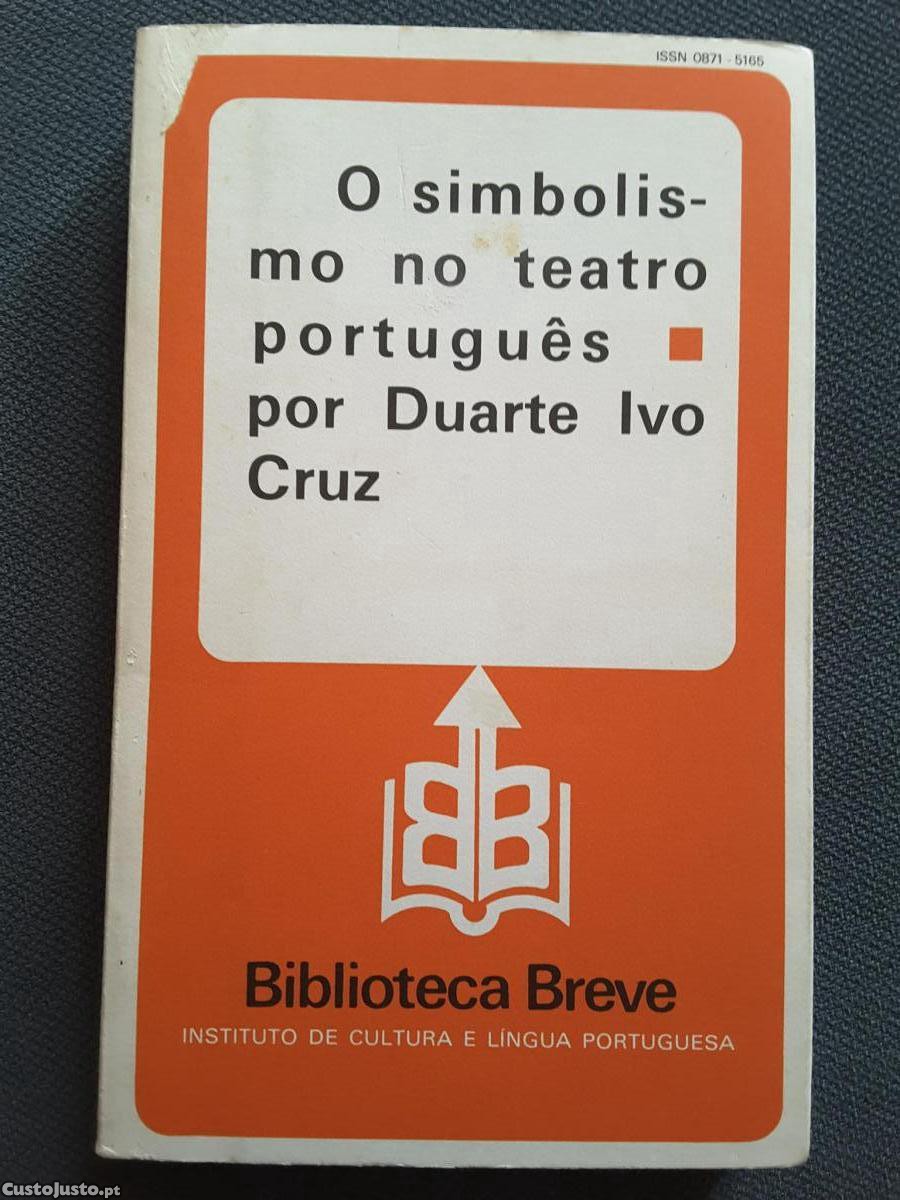 ISSN 0871 - 5165
O simbolis-
mo no teatro
português
por Duarte Ivo
Cruz
BB
Biblioteca Breve
INSTITUTO DE CULTURA E LÍNGUA PORTUGUESA
CustoJusto.pt